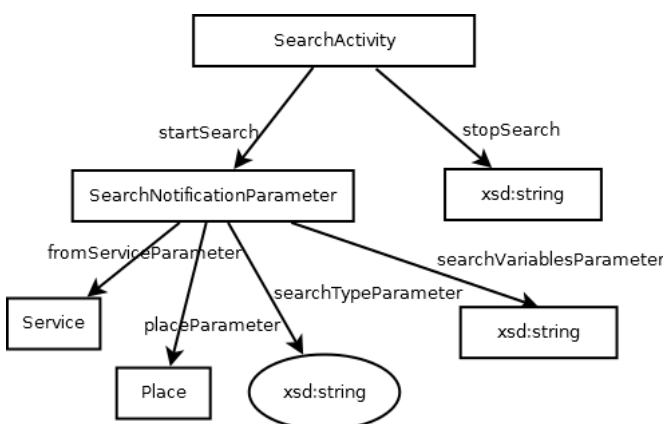 SearchActivity
startSearch
stopSearch
SearchNotificationParameter
xsd:string
fromServiceParameter
searchVariablesParameter
searchTypeParameter
Service
placeParameter
xsd:string
Place
xsd:string